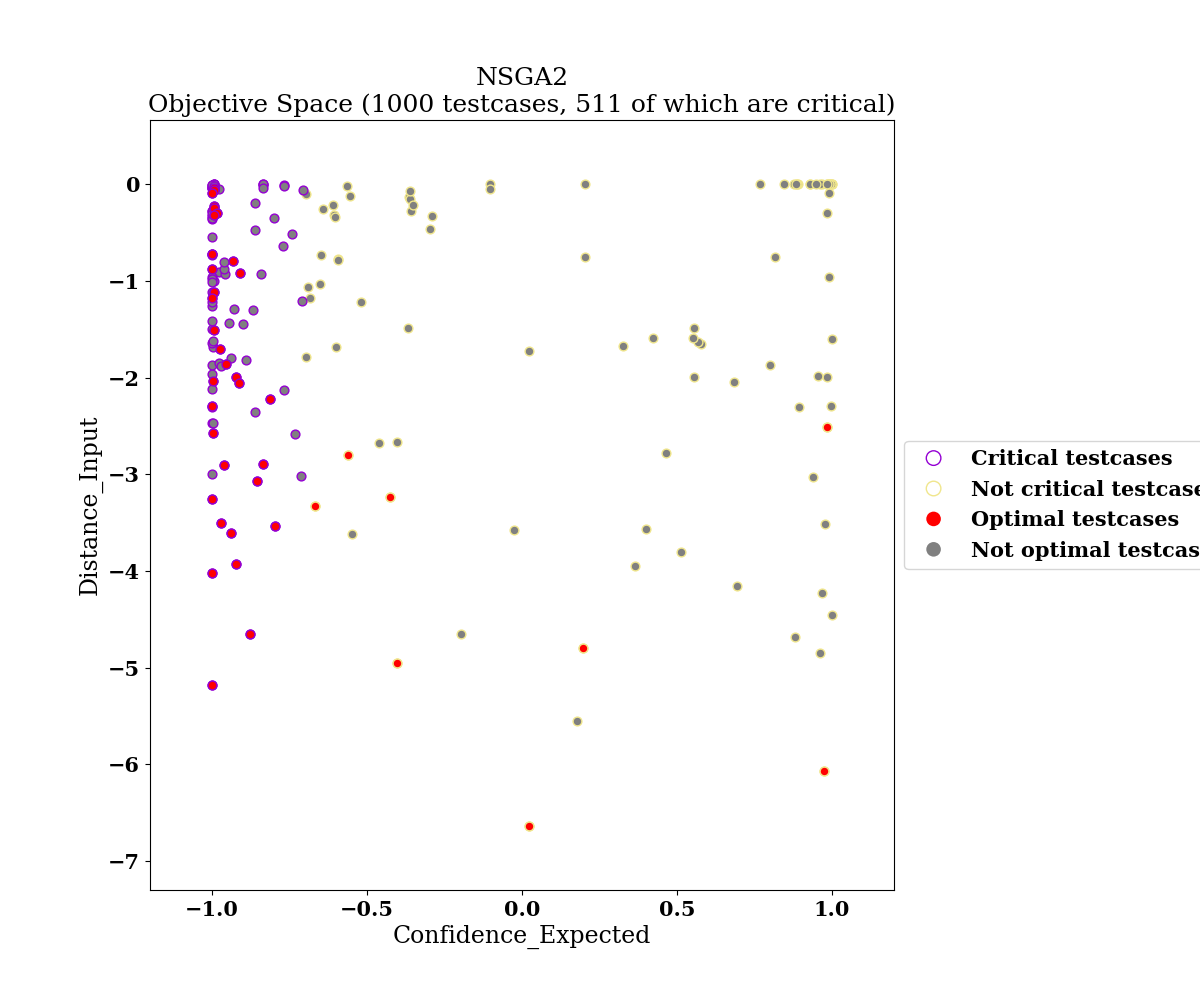 NSGA2
Objective Space (1000 testcases, 511 of which are critical)
0
−1
−2
−3
−4
−5
−6
−7
Distance_Input
−1.0
−0.5
0.0
0.5
1.0
Confidence_Expected
Critical testcases
Not critical testcase
Optimal testcases
Not optimal testcas